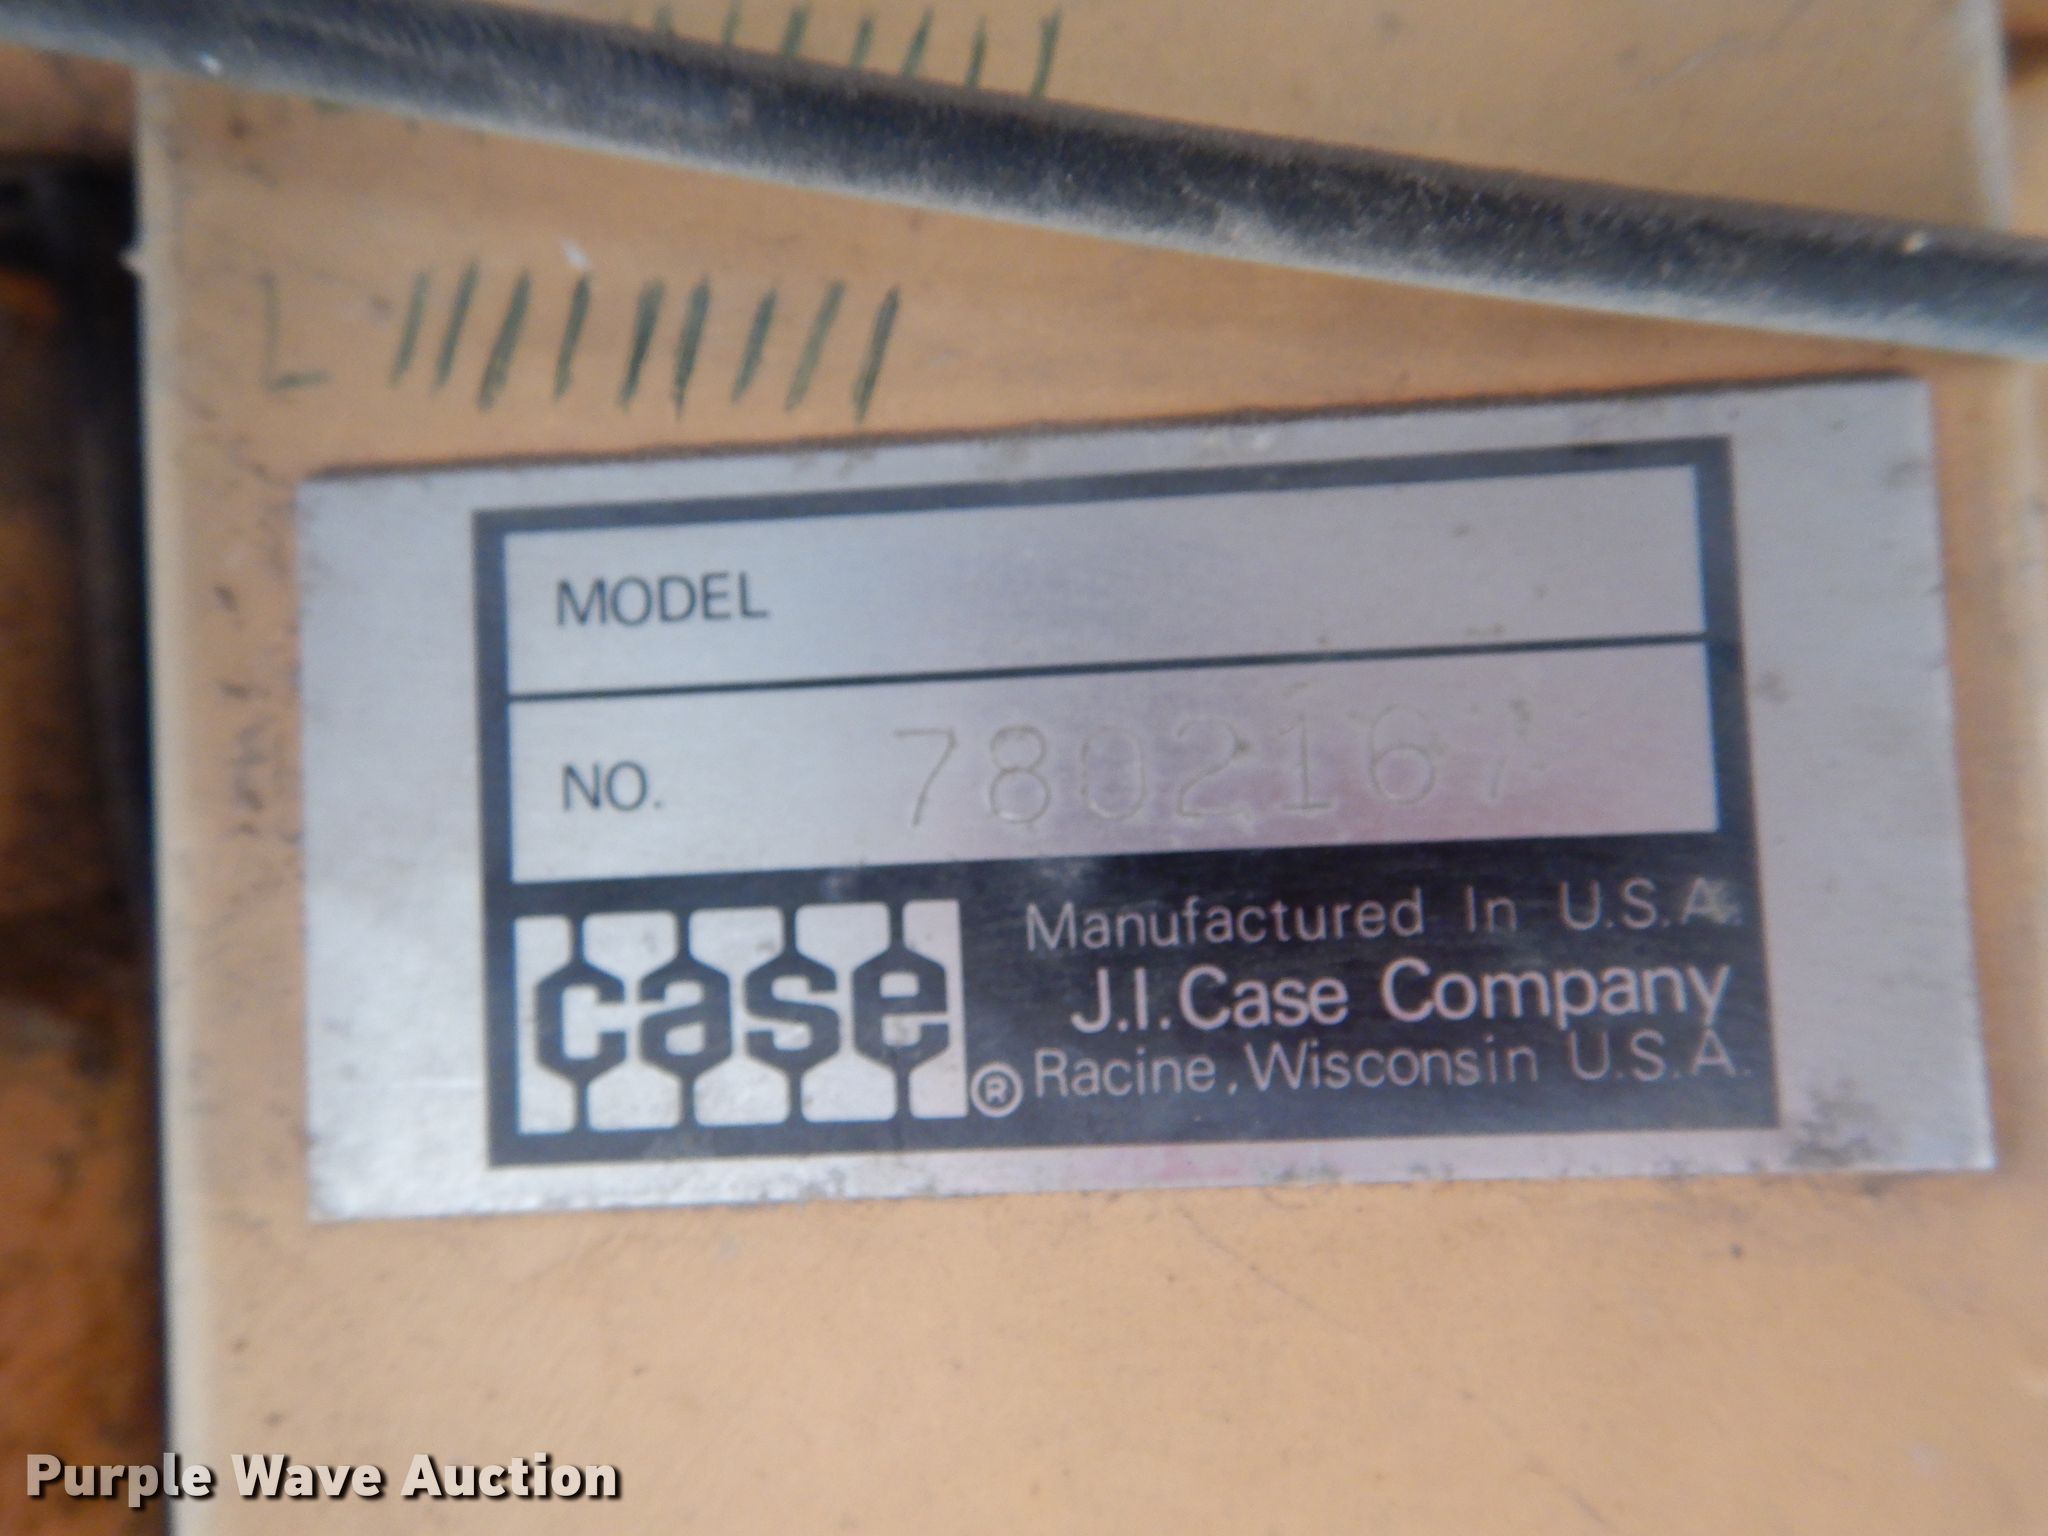 L
MODEL
NO. 7802167
case ® Manufactured In U.S.A.
J.I. Case Company
Racine, Wisconsin U.S.A.
Purple Wave Auction